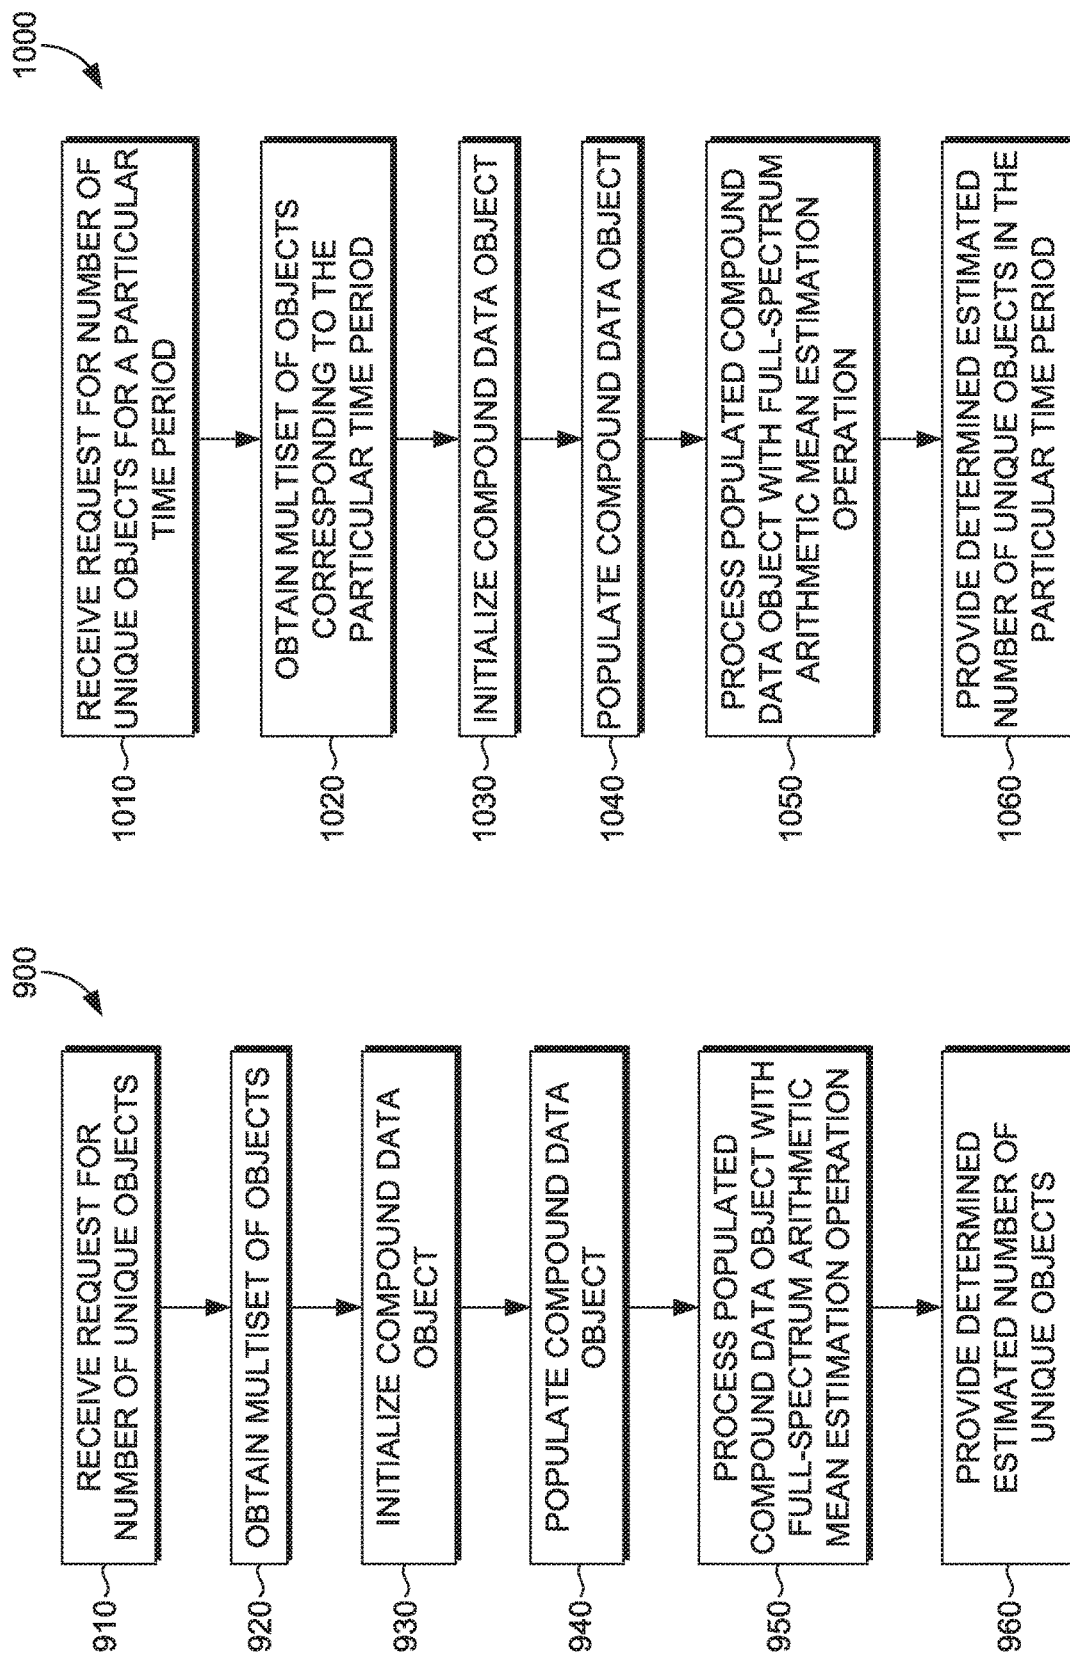 900
910
RECEIVE REQUEST FOR
NUMBER OF UNIQUE OBJECTS
920
OBTAIN MULTISET OF OBJECTS
930
INITIALIZE COMPOUND DATA
OBJECT
940
POPULATE COMPOUND DATA
OBJECT
950
PROCESS POPULATED
COMPOUND DATA OBJECT WITH
FULL-SPECTRUM ARITHMETIC
MEAN ESTIMATION OPERATION
960
PROVIDE DETERMINED
ESTIMATED NUMBER OF
UNIQUE OBJECTS
1000
1010
RECEIVE REQUEST FOR NUMBER OF
UNIQUE OBJECTS FOR A PARTICULAR
TIME PERIOD
1020
OBTAIN MULTISET OF OBJECTS
CORRESPONDING TO THE
PARTICULAR TIME PERIOD
1030
INITIALIZE COMPOUND DATA OBJECT
1040
POPULATE COMPOUND DATA OBJECT
1050
PROCESS POPULATED COMPOUND
DATA OBJECT WITH FULL-SPECTRUM
ARITHMETIC MEAN ESTIMATION
OPERATION
1060
PROVIDE DETERMINED ESTIMATED
NUMBER OF UNIQUE OBJECTS IN THE
PARTICULAR TIME PERIOD